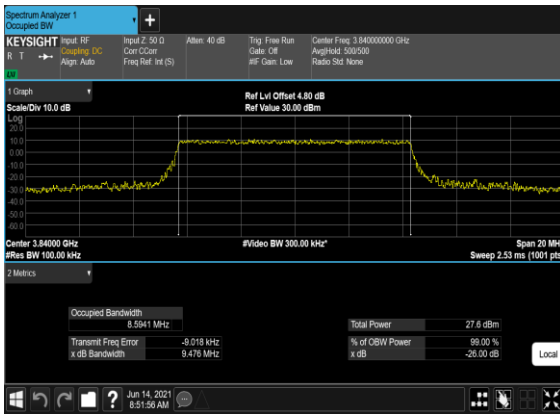 Spectrum Analyzer 1
Occupied BW
+
KEYSIGHT
R T
Input: RF
Coupling: DC
Align: Auto
Input Z: 50 Ω
Corr CCorr
Freq Ref: Int (S)
Atten: 40 dB
Trig: Free Run
Gate: Off
#IF Gain: Low
Center Freq: 3.840000000 GHz
Avg|Hold: 500/500
Radio Std: None
1 Graph
Scale/Div 10.0 dB
Ref Lvl Offset 4.80 dB
Ref Value 30.00 dBm
Log
20.0
10.0
0.00
-10.0
-20.0
-30.0
-40.0
-50.0
-60.0
Center 3.84000 GHz
#Res BW 100.00 kHz
#Video BW 300.00 kHz*
Span 20 MH
Sweep 2.53 ms (1001 pts
2 Metrics
Occupied Bandwidth
8.5941 MHz
Transmit Freq Error -9.018 kHz
x dB Bandwidth 9.476 MHz
Total Power 27.6 dBm
% of OBW Power 99.00 %
x dB -26.00 dB
Local
?
Jun 14, 2021
8:51:56 AM